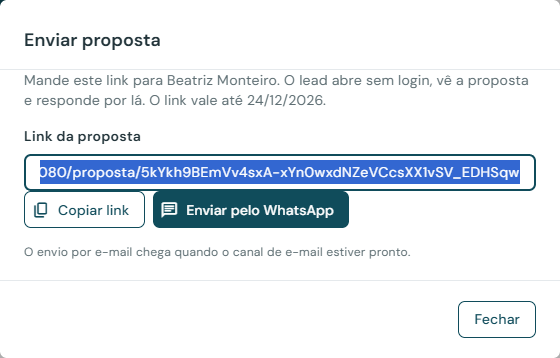 Enviar proposta
Mande este link para Beatriz Monteiro. O lead abre sem login, vê a proposta
e responde por lá. O link vale até 24/12/2026.
Link da proposta
080/proposta/5kYkh9BEmVv4sxA-xYn0wxdNZeVCcsXX1vSV_EDHSqw
Copiar link
Enviar pelo WhatsApp
O envio por e-mail chega quando o canal de e-mail estiver pronto.
Fechar